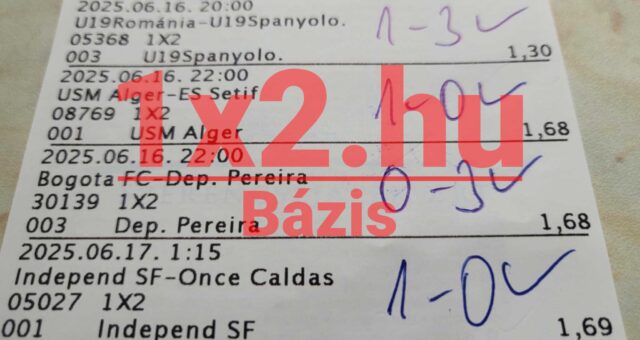 2025.06.16. 20:00
U19Románia-U19Spanyolo.
05368 1X2
003 U19Spanyolo. 1,30
1-3✓
2025.06.16. 22:00
USM Alger-ES Setif
08769 1X2
001 USM Alger 1,68
1-0✓
2025.06.16. 22:00
Bogota FC-Dep. Pereira
30139 1X2
003 Dep. Pereira 1,68
0-3✓
2025.06.17. 1:15
Independ SF-Once Caldas
05027 1X2
001 Independ SF 1,69
1-0✓
1x2.hu
Bázis